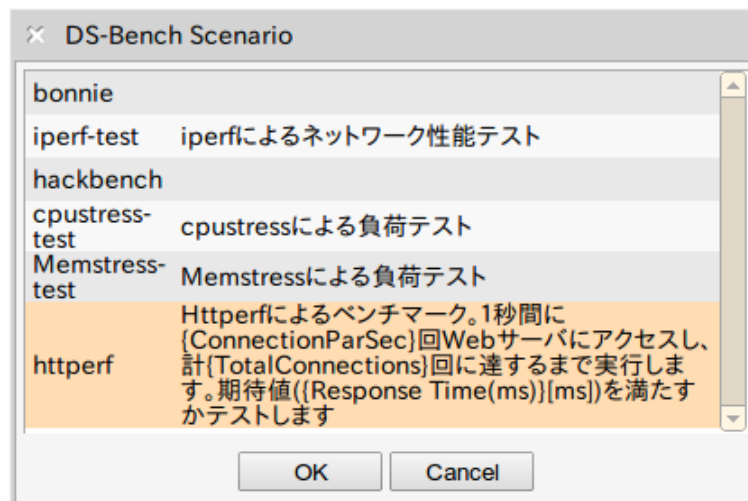 DS-Bench Scenario
bonnie
iperf-test iperfによるネットワーク性能テスト
hackbench
cpustress-
test
cpustressによる負荷テスト
Memstress-
test
Memstressによる負荷テスト
httperf
Httperfによるベンチマーク。1秒間に
{ConnectionParSec}回Webサーバにアクセスし、
計{TotalConnections}回に達するまで実行しま
す。期待値({Response Time(ms)}[ms])を満たす
かテストします
OK Cancel